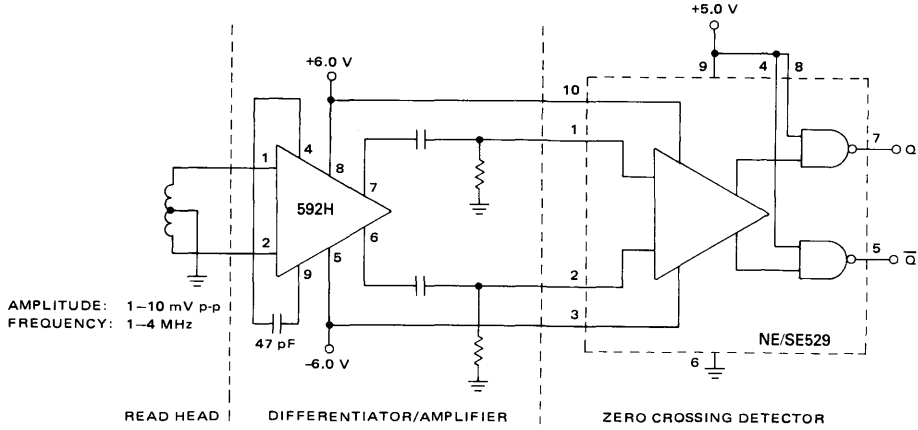 +5.0 V
+6.0 V
9
4
8
10
1
4
1
8
7
7
Q
592H
6
2
9
5
2
5
Q̅
3
AMPLITUDE: 1–10 mV p-p
FREQUENCY: 1–4 MHz
47 pF
–6.0 V
NE/SE529
6
READ HEAD
DIFFERENTIATOR/AMPLIFIER
ZERO CROSSING DETECTOR